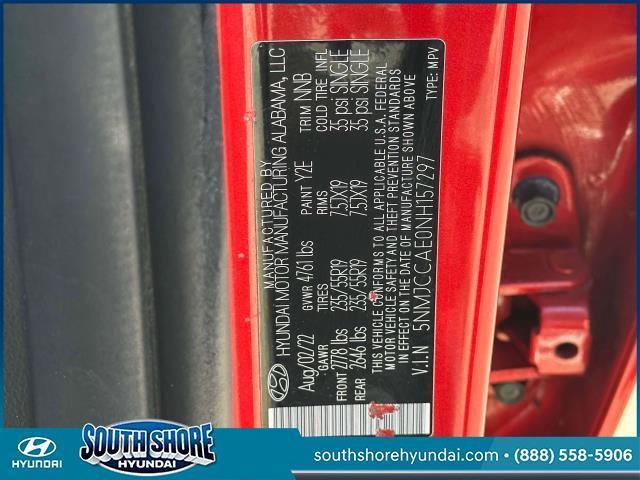 MANUFACTURED BY
HYUNDAI MOTOR MANUFACTURING ALABAMA, LLC
Aug/02/22 GVWR 4761 lbs PAINT Y2E TRIM NNB
GAWR TIRES RIMS COLD TIRE INFL
FRONT 2778 lbs 235/55R19 7.5JX19 35 psi SINGLE
REAR 2646 lbs 235/55R19 7.5JX19 35 psi SINGLE
THIS VEHICLE CONFORMS TO ALL APPLICABLE U.S.A. FEDERAL
MOTOR VEHICLE SAFETY AND THEFT PREVENTION STANDARDS
IN EFFECT ON THE DATE OF MANUFACTURE SHOWN ABOVE
V.I.N 5NMJCCAE0NH157297 TYPE: MPV
HYUNDAI
SOUTH SHORE
HYUNDAI
southshorehyundai.com • (888) 558-5906